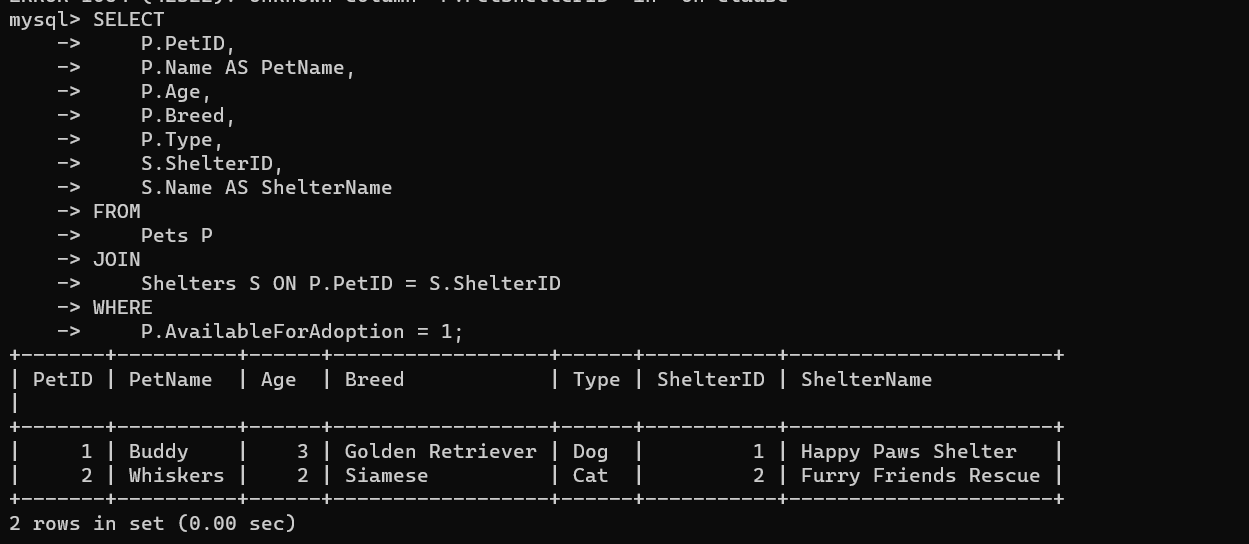 mysql> SELECT
    ->     P.PetID,
    ->     P.Name AS PetName,
    ->     P.Age,
    ->     P.Breed,
    ->     P.Type,
    ->     S.ShelterID,
    ->     S.Name AS ShelterName
    -> FROM
    ->     Pets P
    -> JOIN
    ->     Shelters S ON P.PetID = S.ShelterID
    -> WHERE
    ->     P.AvailableForAdoption = 1;
+-------+----------+------+------------------+------+-----------+----------------------+
| PetID | PetName  | Age  | Breed            | Type | ShelterID | ShelterName
|
+-------+----------+------+------------------+------+-----------+----------------------+
|     1 | Buddy    |    3 | Golden Retriever | Dog  |         1 | Happy Paws Shelter   |
|     2 | Whiskers |    2 | Siamese          | Cat  |         2 | Furry Friends Rescue |
+-------+----------+------+------------------+------+-----------+----------------------+
2 rows in set (0.00 sec)